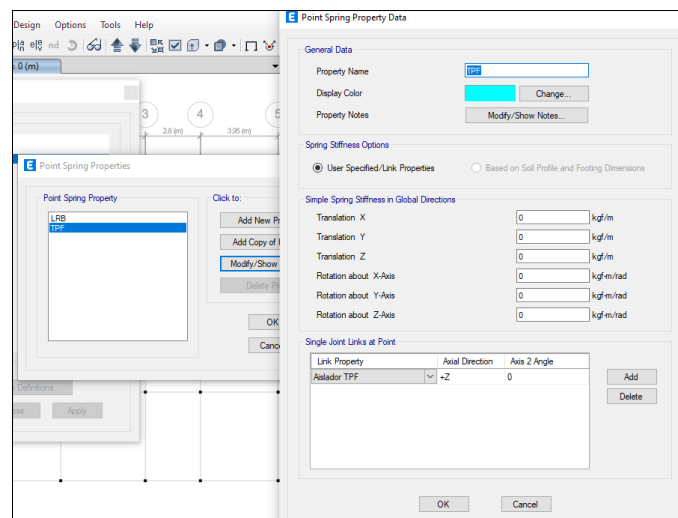 Design Options Tools Help
nd
0 (m)
3 4 5
2.8 (m) 3.95 (m)
Point Spring Properties
Point Spring Property
LRB
TPF
Click to:
Add New Pr
Add Copy of
Modify/Show
Delete Pr
OK
Cance
Definitions...
Apply
Point Spring Property Data
General Data
Property Name TPF
Display Color Change...
Property Notes Modify/Show Notes...
Spring Stiffness Options
User Specified/Link Properties Based on Soil Profile and Footing Dimensions
Simple Spring Stiffness in Global Directions
Translation X 0 kgf/m
Translation Y 0 kgf/m
Translation Z 0 kgf/m
Rotation about X-Axis 0 kgf-m/rad
Rotation about Y-Axis 0 kgf-m/rad
Rotation about Z-Axis 0 kgf-m/rad
Single Joint Links at Point
Link Property Axial Direction Axis 2 Angle
Aislador TPF +Z 0
Add
Delete
OK Cancel